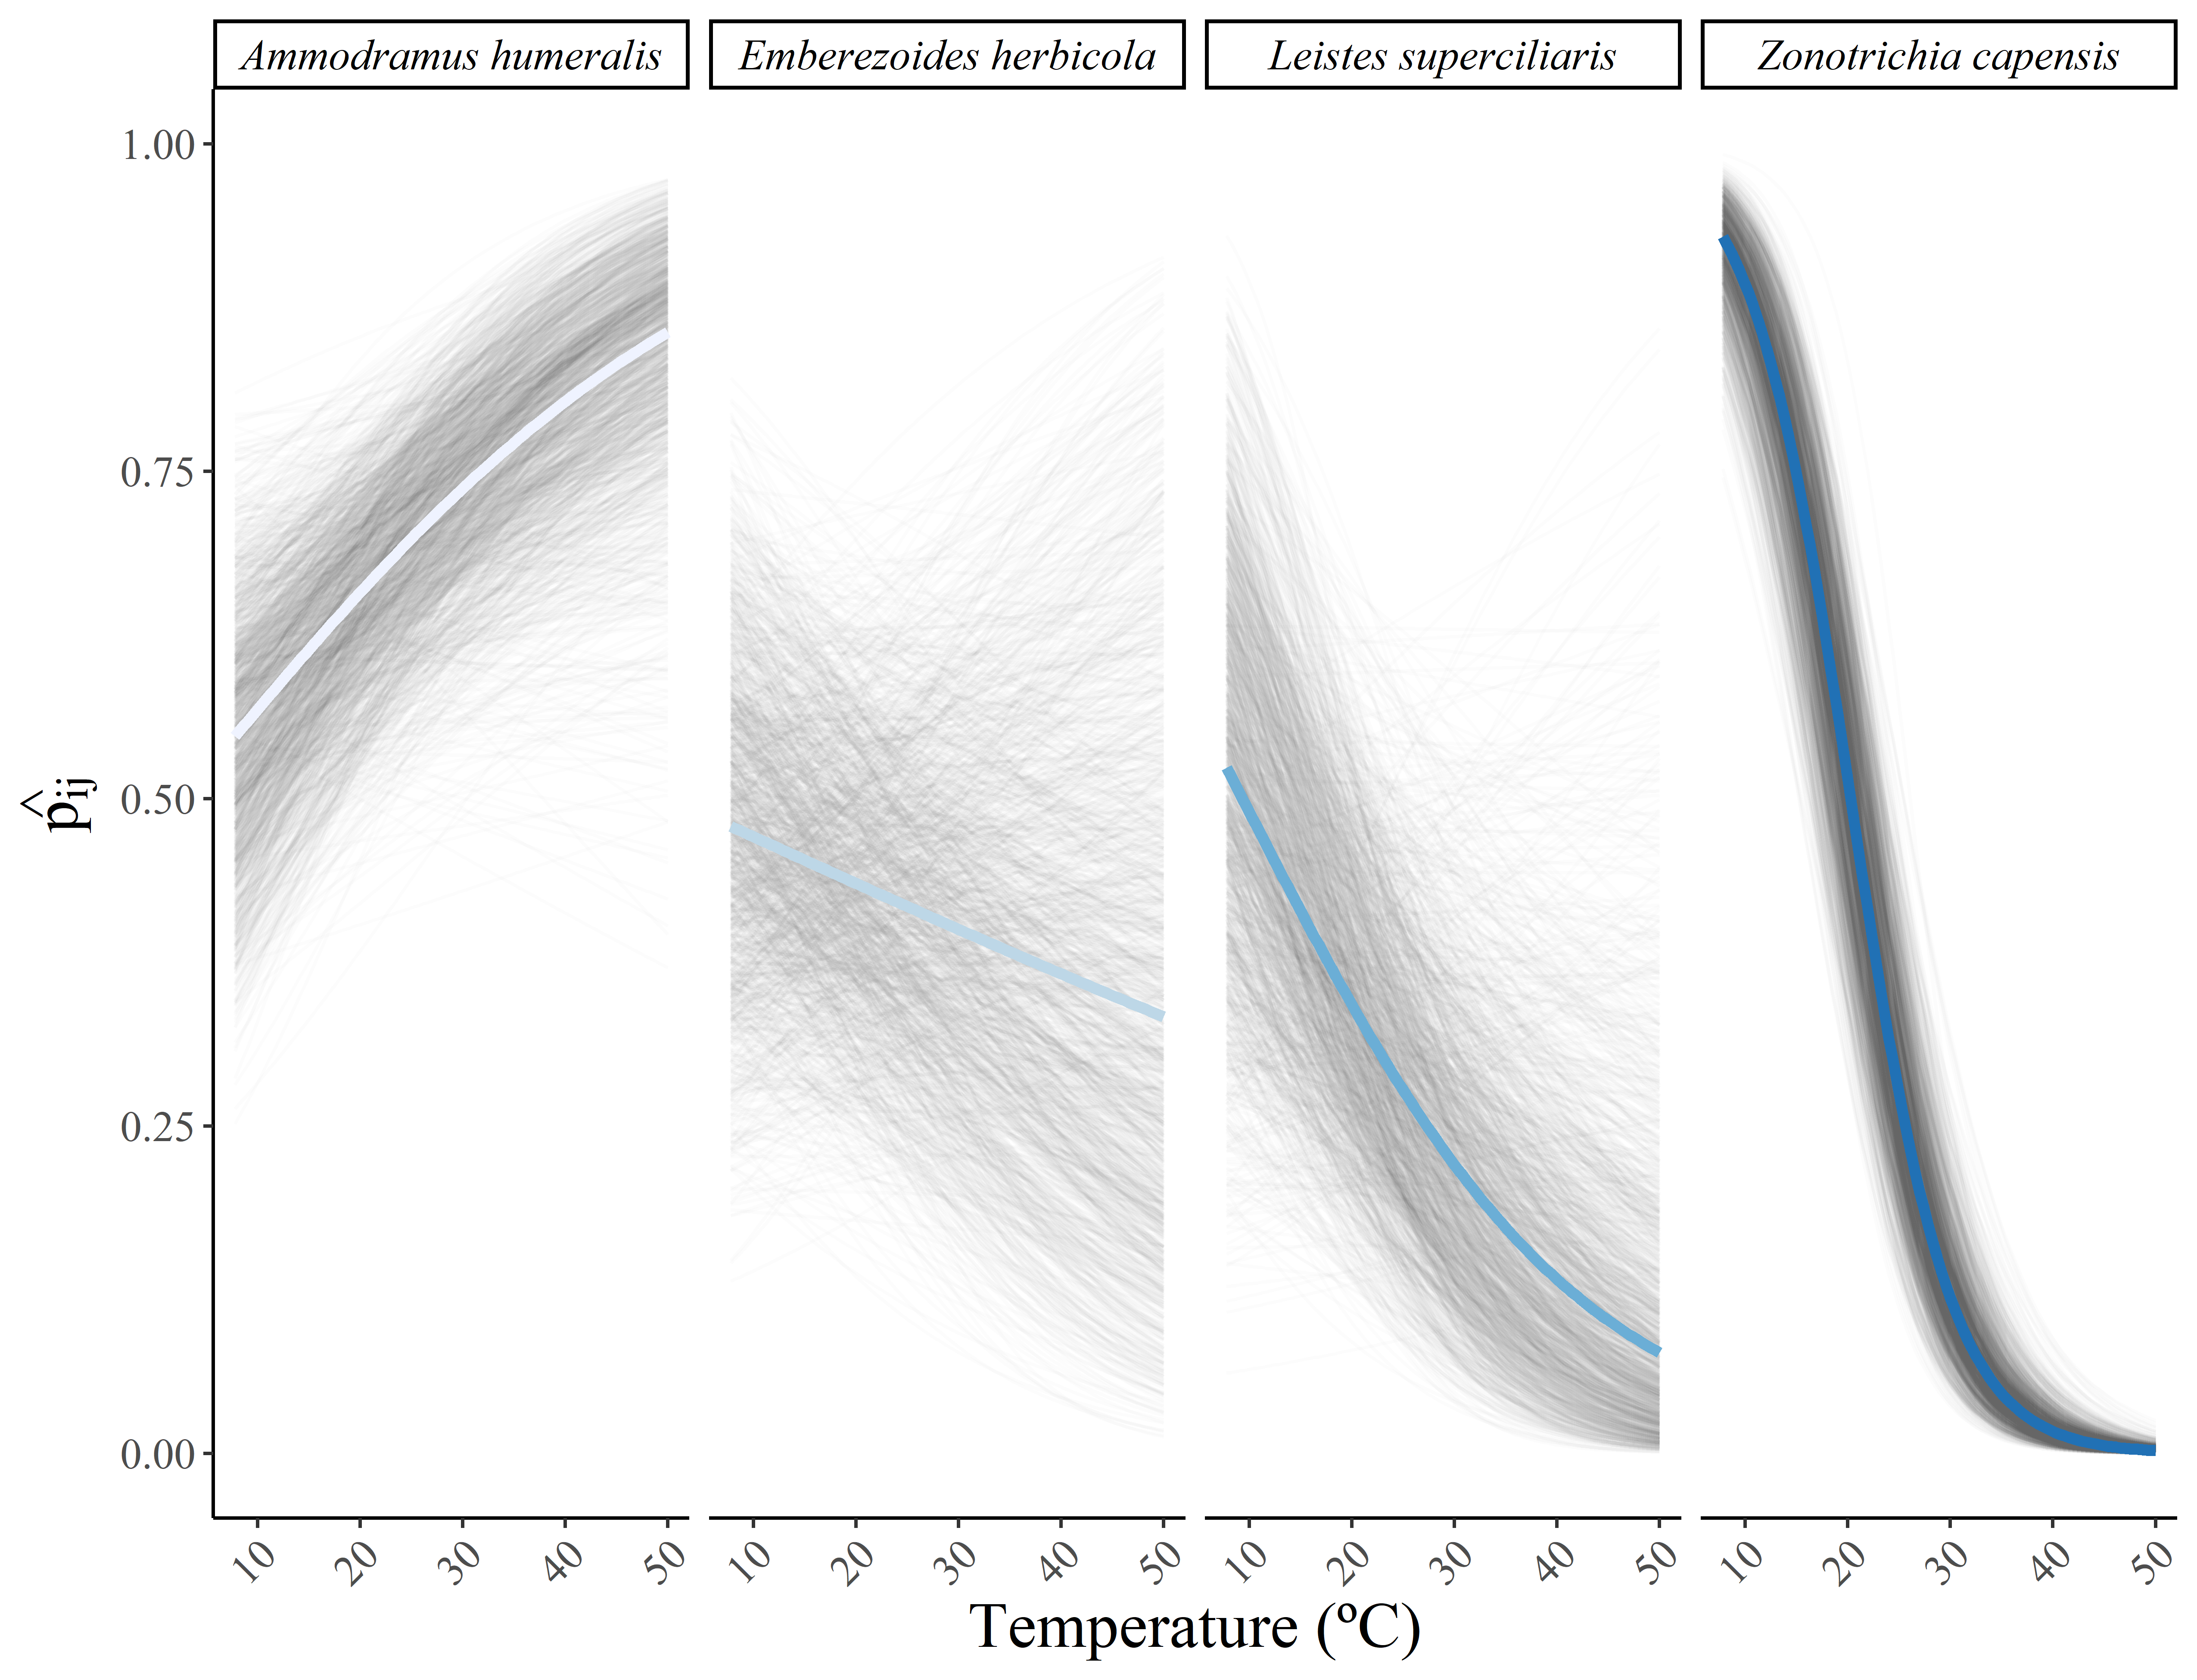 Ammodramus humeralis
Emberezoides herbicola
Leistes superciliaris
Zonotrichia capensis
1.00
0.75
0.50
0.25
0.00
p̂ij
10 20 30 40 50
10 20 30 40 50
10 20 30 40 50
10 20 30 40 50
Temperature (ºC)